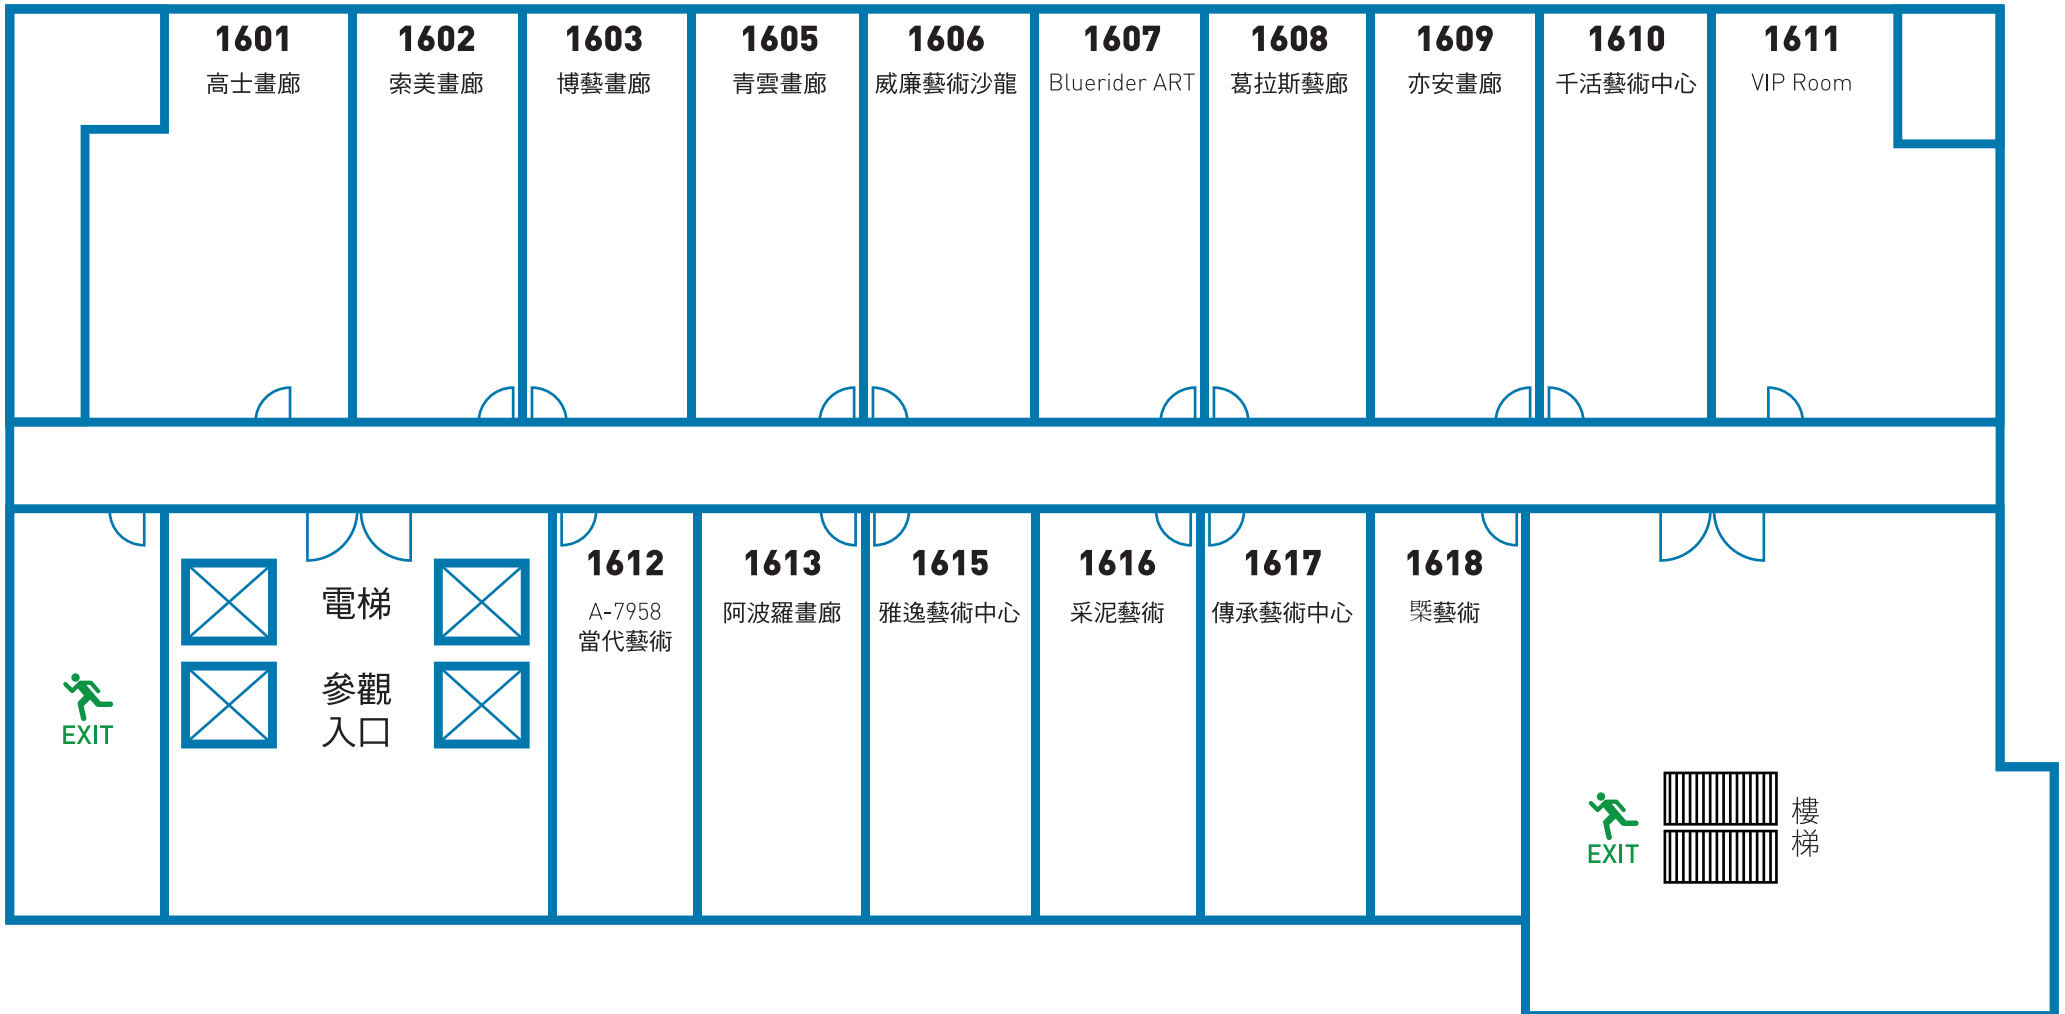 1601
高士畫廊
1602
索美畫廊
1603
博藝畫廊
1605
青雲畫廊
1606
威廉藝術沙龍
1607
Bluerider ART
1608
葛拉斯藝廊
1609
亦安畫廊
1610
千活藝術中心
1611
VIP Room
電梯
參觀
入口
EXIT
1612
A-7958
當代藝術
1613
阿波羅畫廊
1615
雅逸藝術中心
1616
采泥藝術
1617
傳承藝術中心
1618
槼藝術
EXIT
樓梯